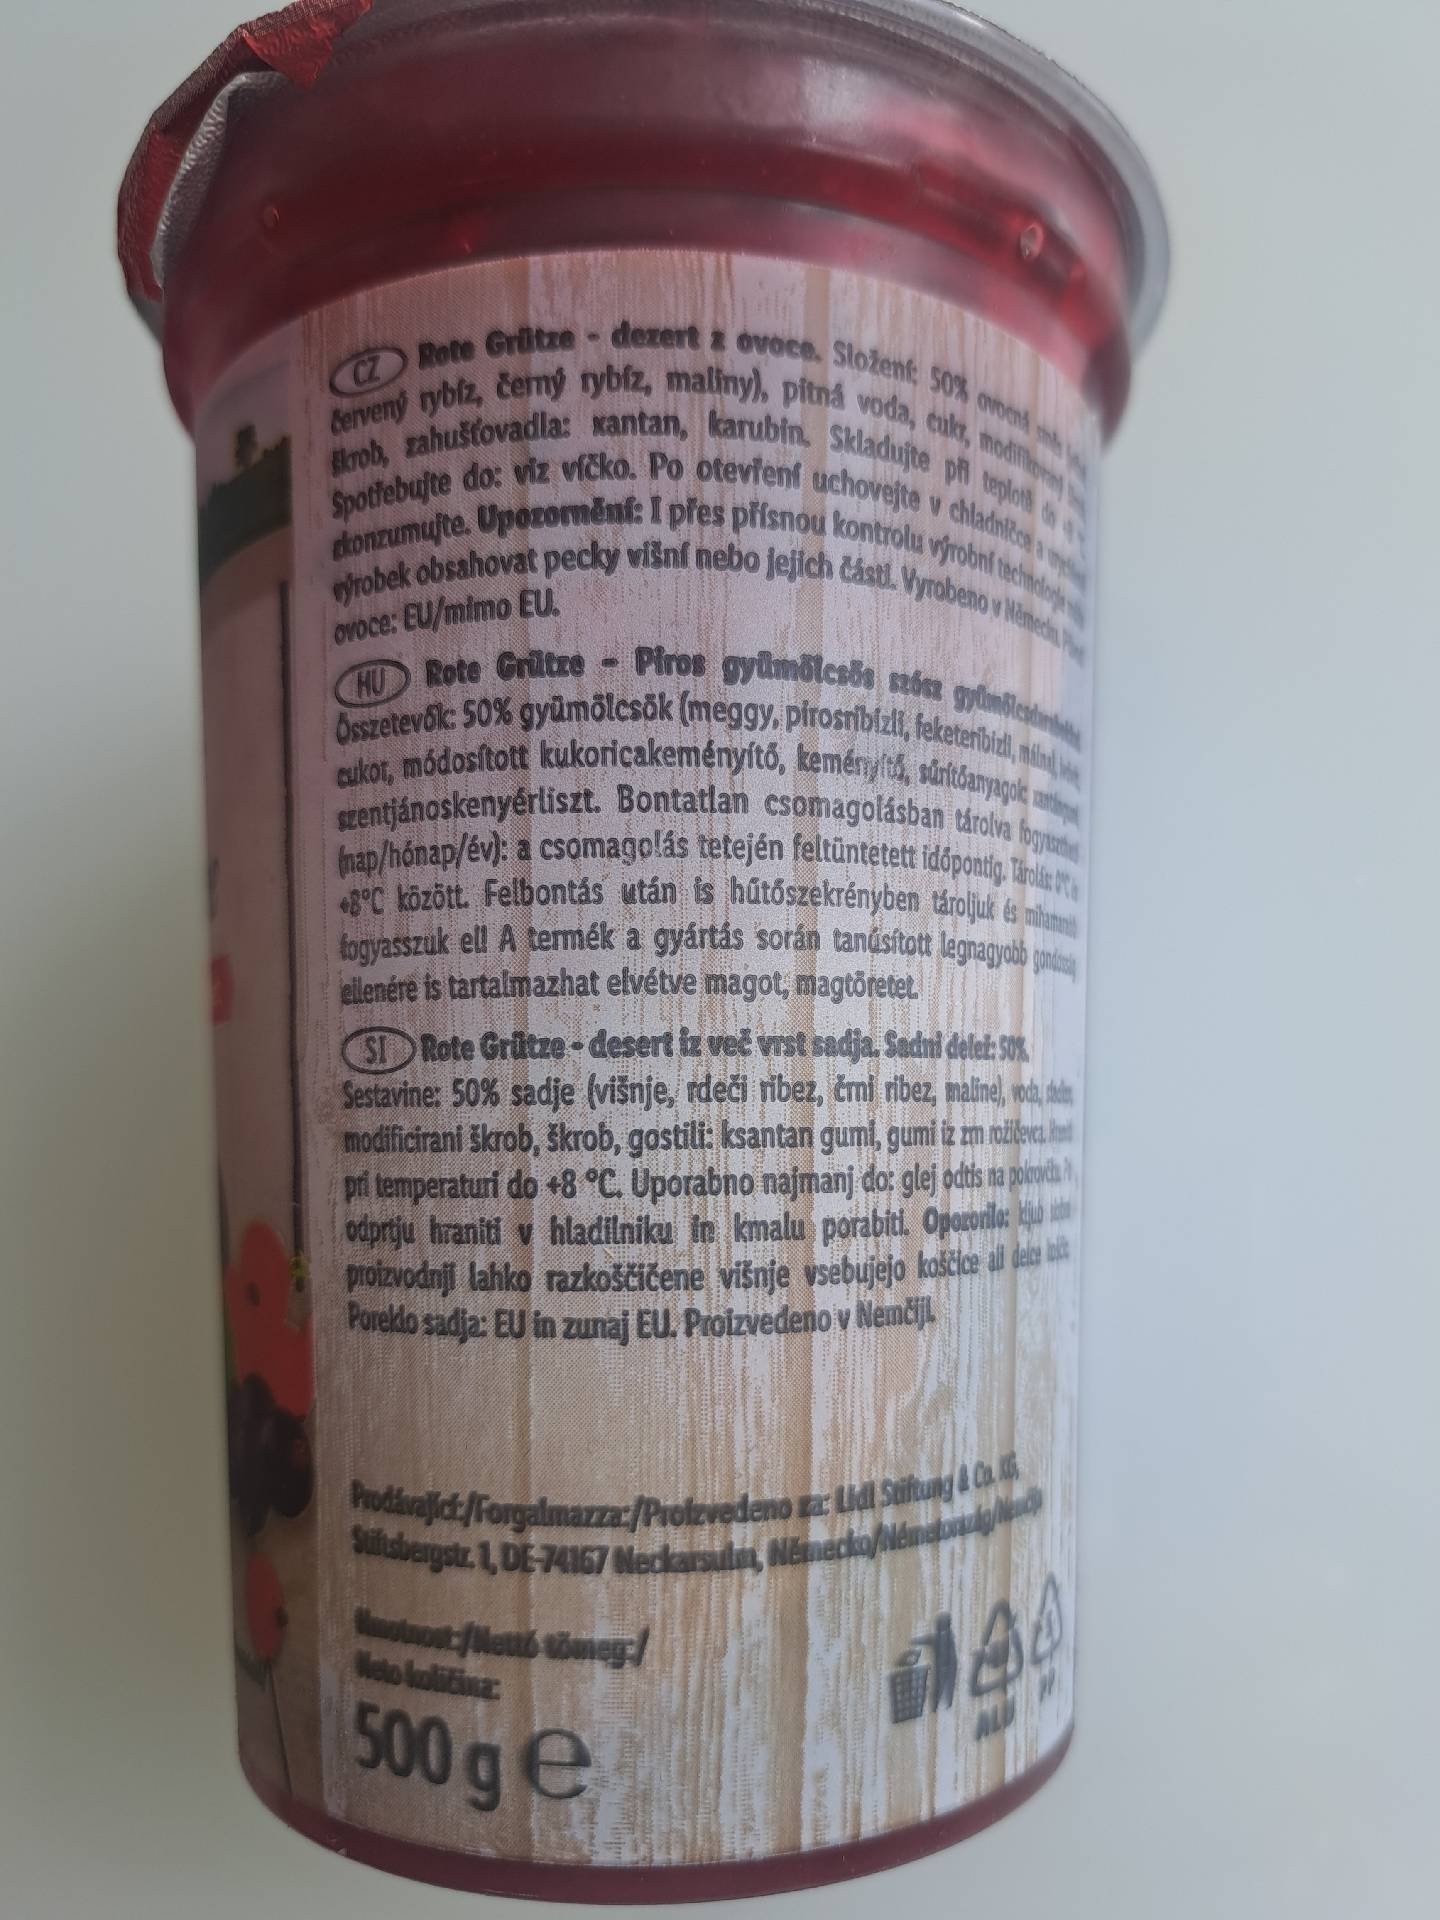 CZ Rote Grütze - dezert z ovoce. Složení: 50% ovocná směs
červený rybíz, černý rybíz, maliny), pitná voda, cukr, modifikovaný
škrob, zahušťovadla: xantan, karubin. Skladujte při teplotě do +8 °C
Spotřebujte do: viz víčko. Po otevření uchovejte v chladničce a
zkonzumujte. Upozornění: I přes přísnou kontrolu výrobní technologie
výrobek obsahovat pecky višní nebo jejich části. Vyrobeno v Německu.
ovoce: EU/mimo EU.
HU Rote Grütze - Piros gyümölcsös szósz
Összetevők: 50% gyümölcsök (meggy, pirosribizli, feketeribizli, málna),
cukor, módosított kukoricakeményítő, keményítő, sűrítőanyagok:
szentjánoskenyérliszt. Bontatlan csomagolásban tárolva fogyasztható
(nap/hónap/év): a csomagolás tetején feltüntetett időpontig. Tárolás: 0°C
+8°C között. Felbontás után is hűtőszekrényben tároljuk és mihamarabb
fogyasszuk el! A termék a gyártás során tanúsított legnagyobb gondosság
ellenére is tartalmazhat elvétve magot, magtöretet.
SI Rote Grütze - desert iz več vrst sadja. Sadni delež: 50%.
Sestavine: 50% sadje (višnje, rdeči ribez, črni ribez, maline), voda, sladkor,
modificirani škrob, škrob, gostili: ksantan gumi, gumi iz zrn rožičevca. Hraniti
pri temperaturi do +8 °C. Uporabno najmanj do: glej odtis na pokrovčku. Po
odprtju hraniti v hladilniku in kmalu porabiti. Opozorilo: kljub
proizvodnji lahko razkoščičene višnje vsebujejo koščice ali delce koščic.
Poreklo sadja: EU in zunaj EU. Proizvedeno v Nemčiji.
Prodávající:/Forgalmazza:/Proizvedeno za: Lidl Stiftung & Co. KG,
Stiftsbergstr. 1, DE-74167 Neckarsulm, Německo/Németország/Nemčija
Hmotnost:/Nettó tömeg:/
Neto količina:
500 g e
ALU
PP